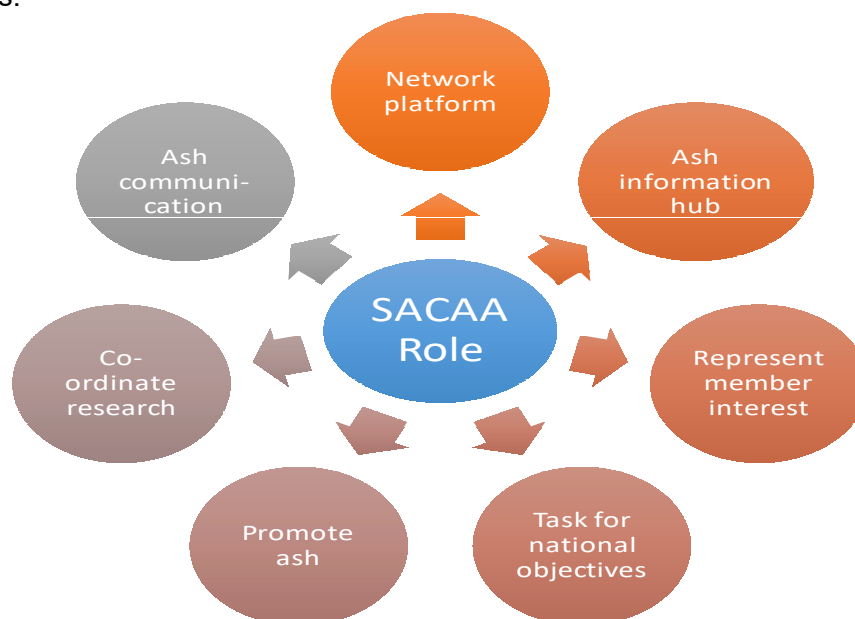 s.
Network
platform
Ash
information
hub
Represent
member
interest
Task for
national
objectives
Promote
ash
Co-
ordinate
research
Ash
communi-
cation
SACAA
Role